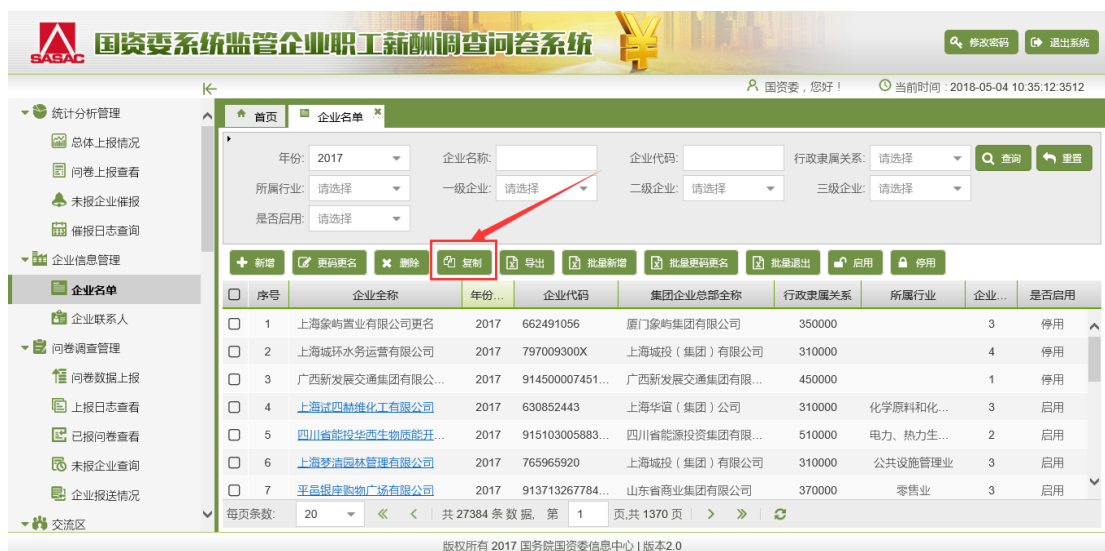 SASAC 国资委系统监管企业职工薪酬调查问卷系统 修改密码 退出系统
国资委，您好！ 当前时间：2018-05-04 10:35:12:3512
统计分析管理
总体上报情况
问卷上报查看
未报企业催报
催报日志查询
企业信息管理
企业名单
企业联系人
问卷调查管理
问卷数据上报
上报日志查看
已报问卷查看
未报企业查询
企业报送情况
交流区
首页 企业名单
年份: 2017 企业名称: 企业代码: 行政隶属关系: 请选择 查询 重置
所属行业: 请选择 一级企业: 请选择 二级企业: 请选择 三级企业: 请选择
是否启用: 请选择
新增 更码更名 删除 复制 导出 批量新增 批量更码更名 批量退出 启用 停用
序号 企业全称 年份... 企业代码 集团企业总部全称 行政隶属关系 所属行业 企业... 是否启用
1 上海象屿置业有限公司更名 2017 662491056 厦门象屿集团有限公司 350000 3 停用
2 上海城环水务运营有限公司 2017 797009300X 上海城投（集团）有限公司 310000 4 停用
3 广西新发展交通集团有限公... 2017 914500007451... 广西新发展交通集团有限... 450000 1 停用
4 上海试四赫维化工有限公司 2017 630852443 上海华谊（集团）公司 310000 化学原料和化... 3 启用
5 四川省能投华西生物质能开... 2017 915103005883... 四川省能源投资集团有限... 510000 电力、热力生... 2 启用
6 上海梦清园林管理有限公司 2017 765965920 上海城投（集团）有限公司 310000 公共设施管理业 3 启用
7 平邑银座购物广场有限公司 2017 913713267784... 山东省商业集团有限公司 370000 零售业 3 启用
每页条数: 20 共 27384 条数据, 第 1 页,共 1370 页
版权所有 2017 国务院国资委信息中心 | 版本2.0